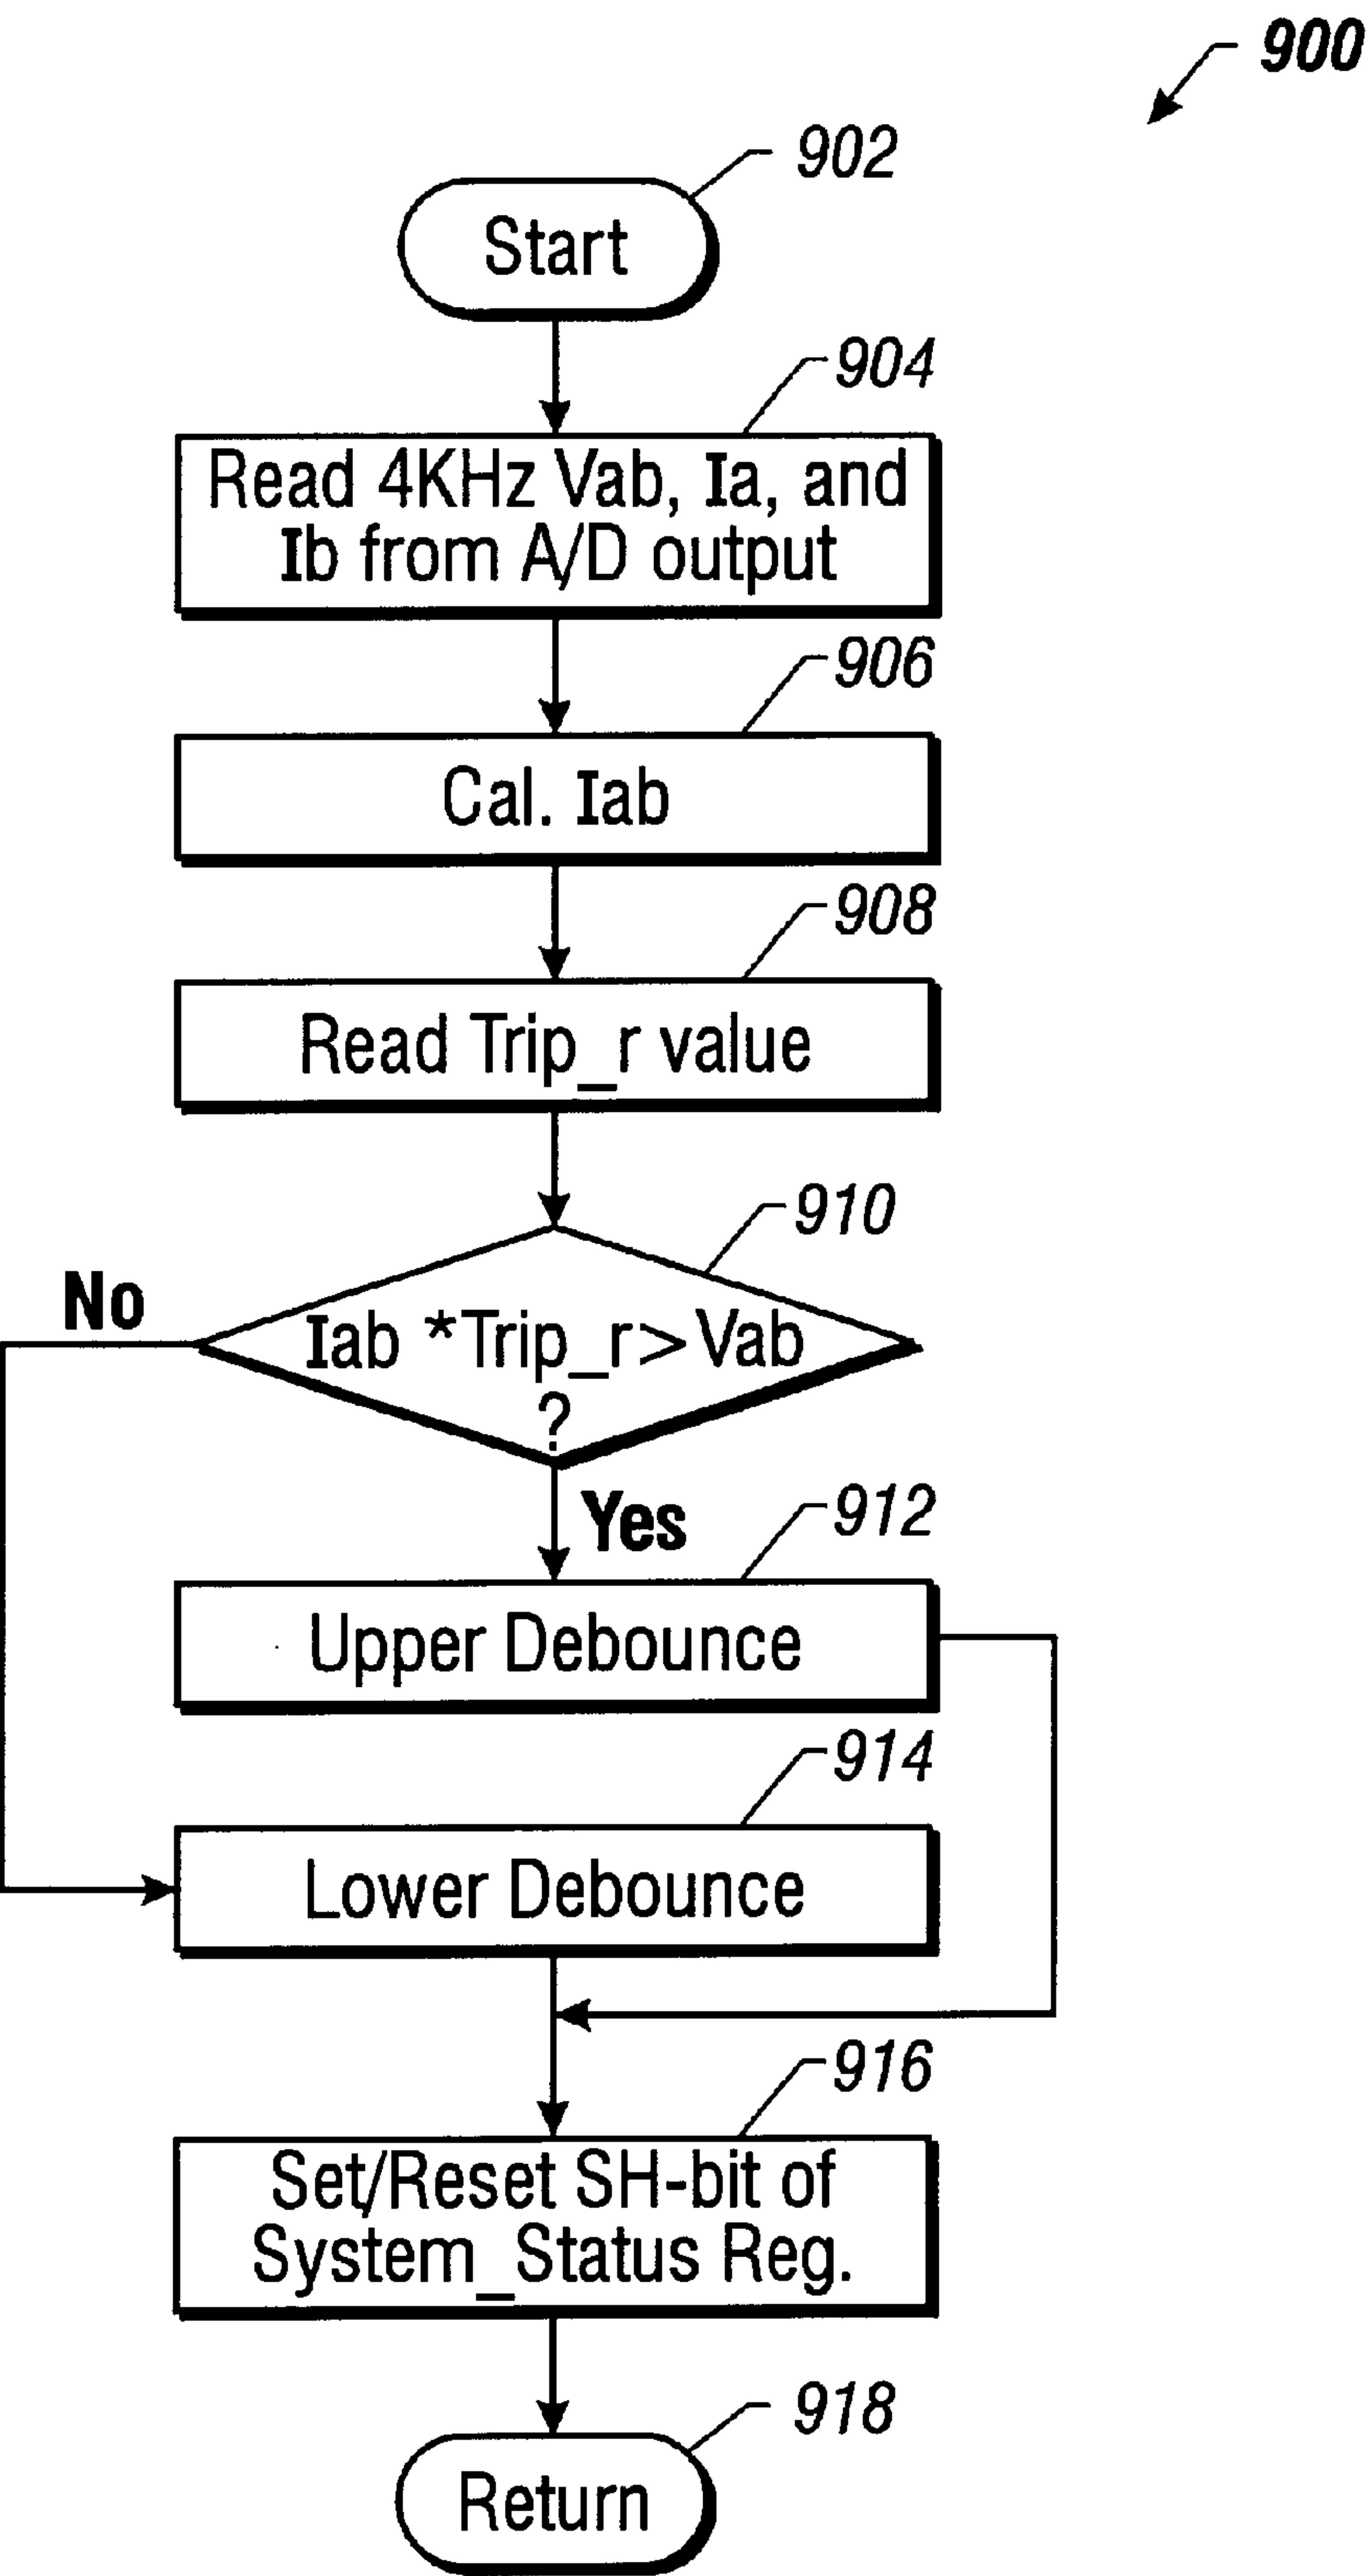 900
902
Start
904
Read 4KHz Vab, Ia, and
Ib from A/D output
906
Cal. Iab
908
Read Trip_r value
910
No
Iab *Trip_r> Vab
?
Yes
912
Upper Debounce
914
Lower Debounce
916
Set/Reset SH-bit of
System_Status Reg.
918
Return